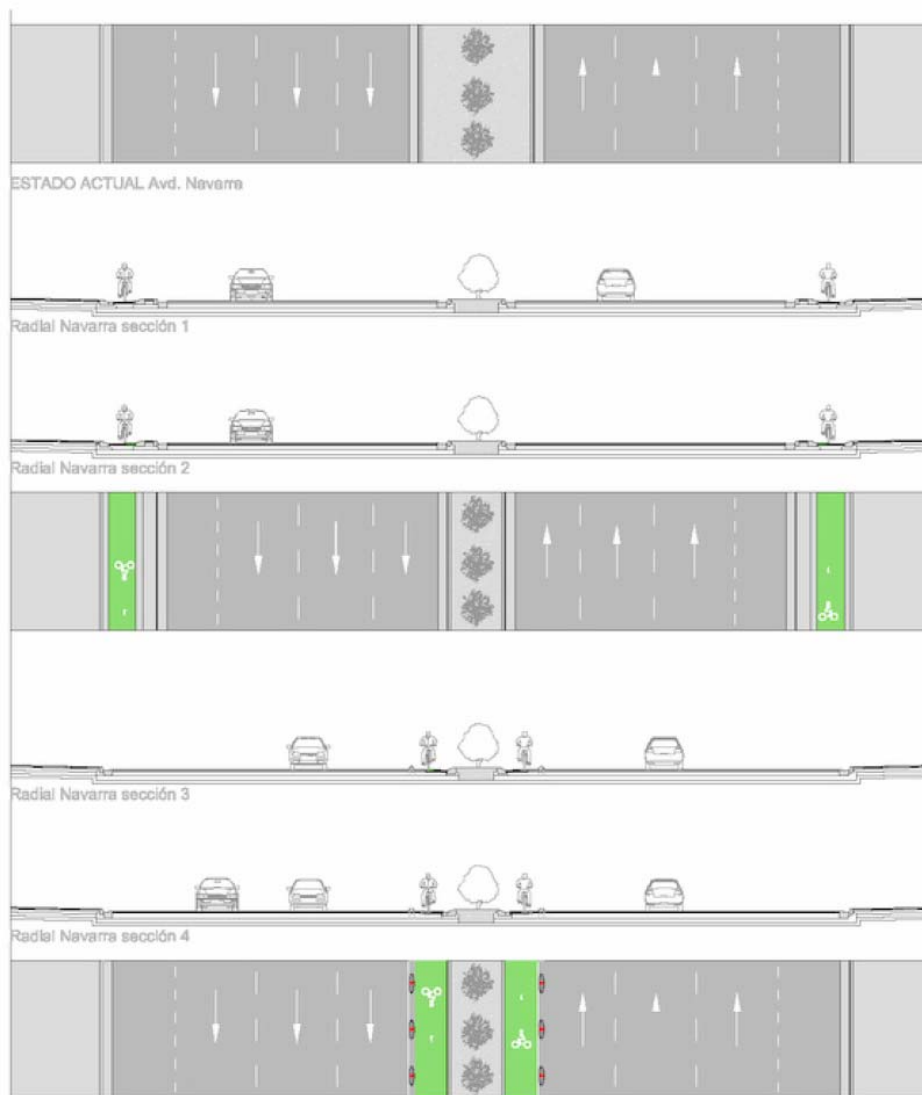 ESTADO ACTUAL Avd. Navarra
Radial Navarra sección 1
Radial Navarra sección 2
Radial Navarra sección 3
Radial Navarra sección 4